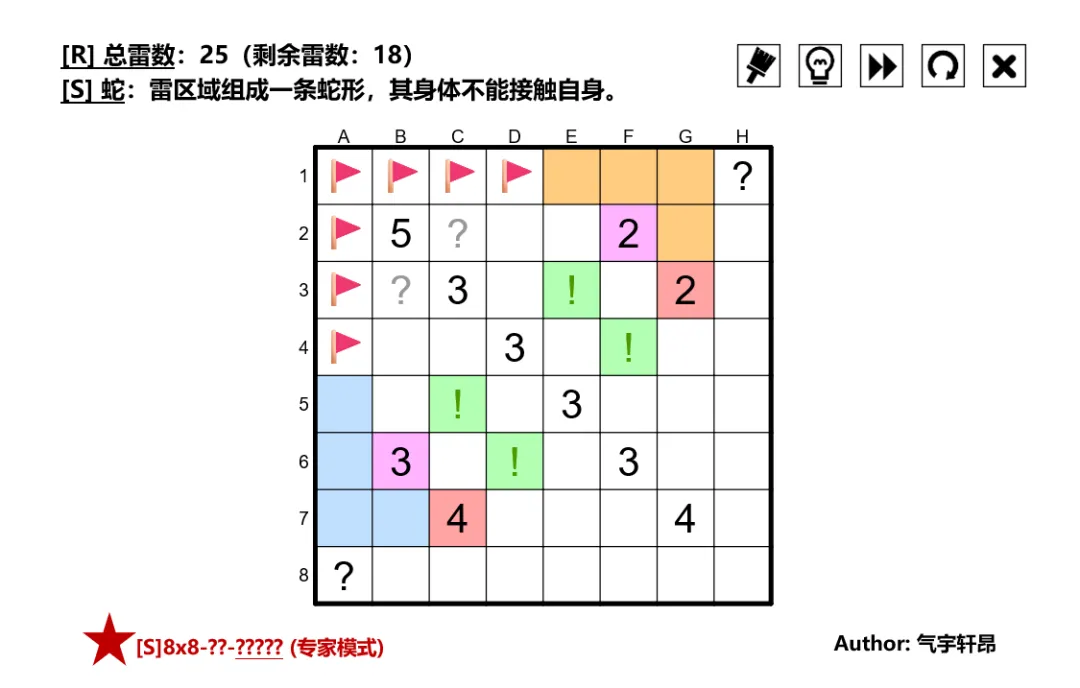 [R] 总雷数：25（剩余雷数：18）
[S] 蛇：雷区域组成一条蛇形，其身体不能接触自身。
A B C D E F G H
1 ?
2 5 ? 2
3 ? 3 ! 2
4 3 !
5 ! 3
6 3 ! 3
7 4 4
8 ?
[S]8x8-??-????? (专家模式)
Author: 气宇轩昂